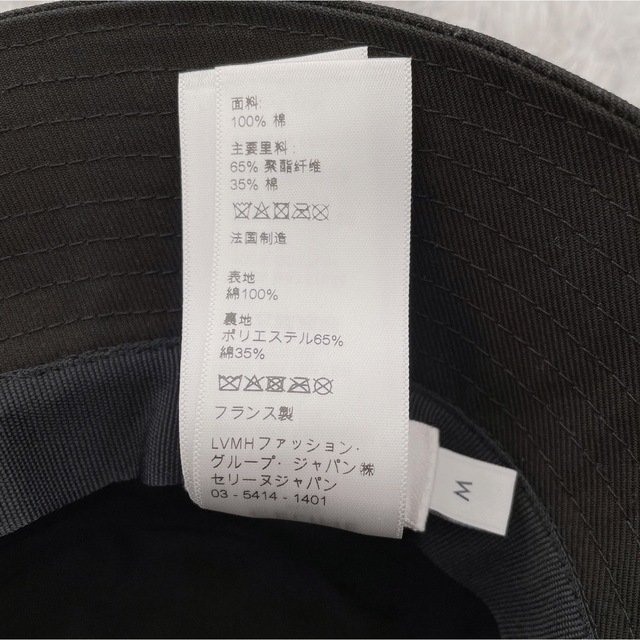 面料:
100% 棉
主要里料:
65% 聚酯纤维
35% 棉
法国制造
表地
綿100%
裏地
ポリエステル65%
綿35%
フランス製
LVMHファッション・
グループ・ジャパン㈱
セリーヌジャパン
03 - 5414 - 1401
M